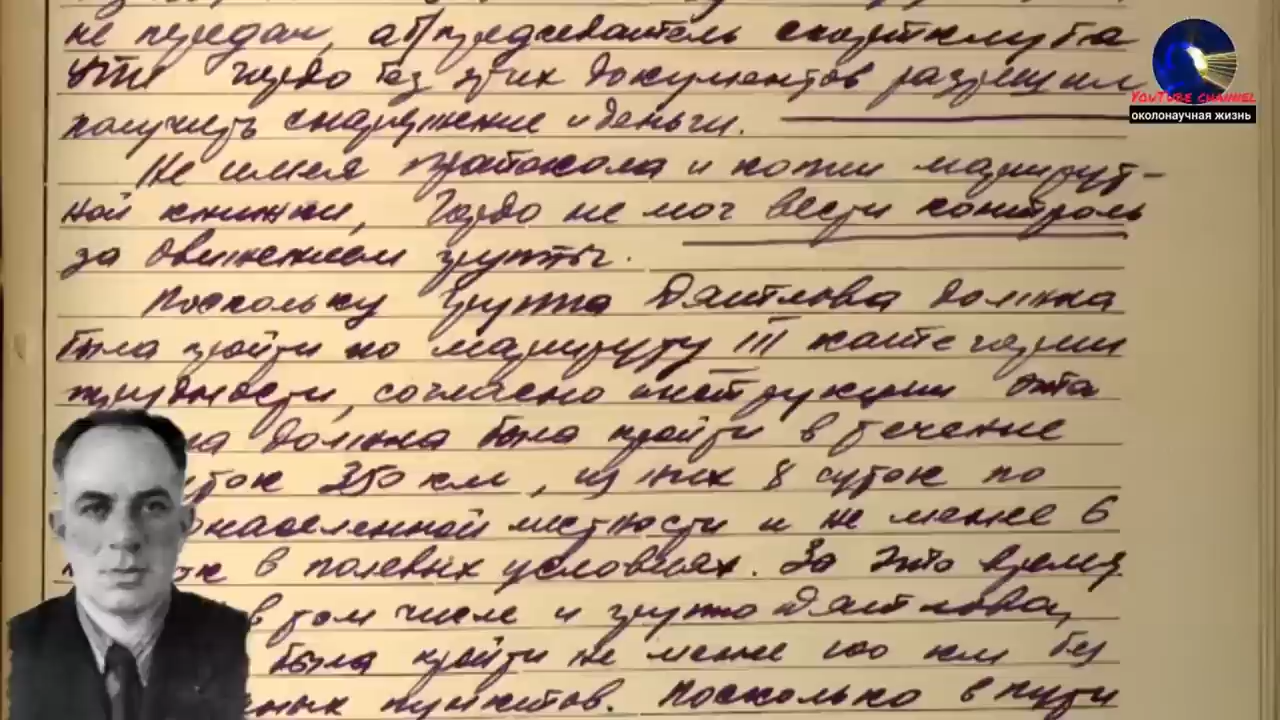 не передал, а председатель спортклуба
УПИ Гордо без этих документов разрешил
получить снаряжение и деньги.
Не имея протокола и копии маршрут-
ной книжки, Гордо не мог вести контроль
за движением группы.
Поскольку группа Дятлова должна
была пройти по маршруту III категории
трудности, согласно инструкции эта
должна была пройти в течение
350 км, из них 8 суток по
населенной местности и не менее 6
в полевых условиях. За это время
в том числе и группа Дятлова,
была пройти не менее 100 км без
пунктов. Поскольку в пути
YouTube channel
околонаучная жизнь